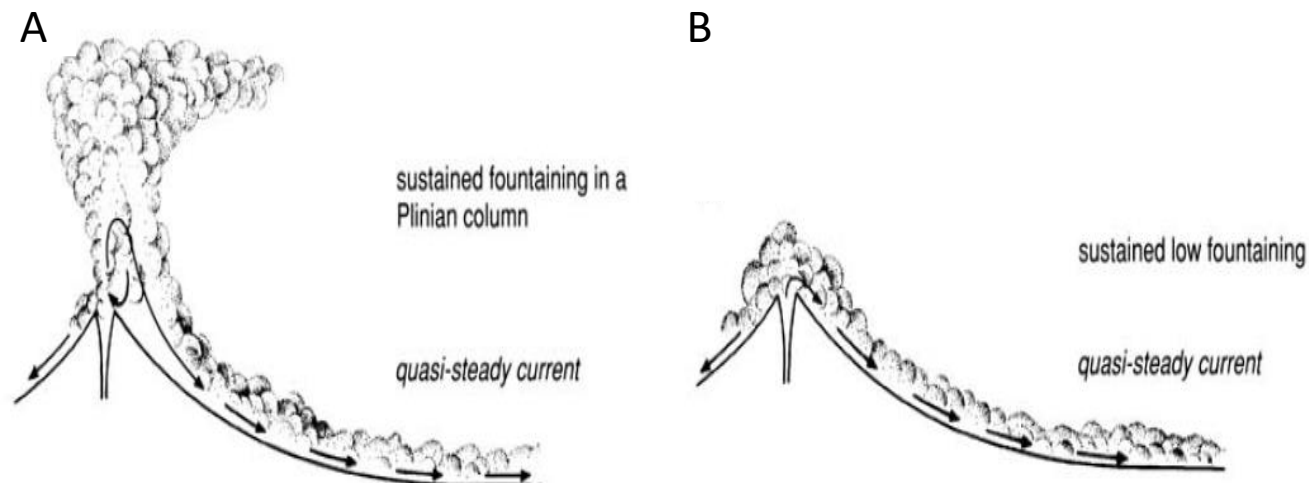 A
sustained fountaining in a
Plinian column
quasi-steady current
B
sustained low fountaining
quasi-steady current